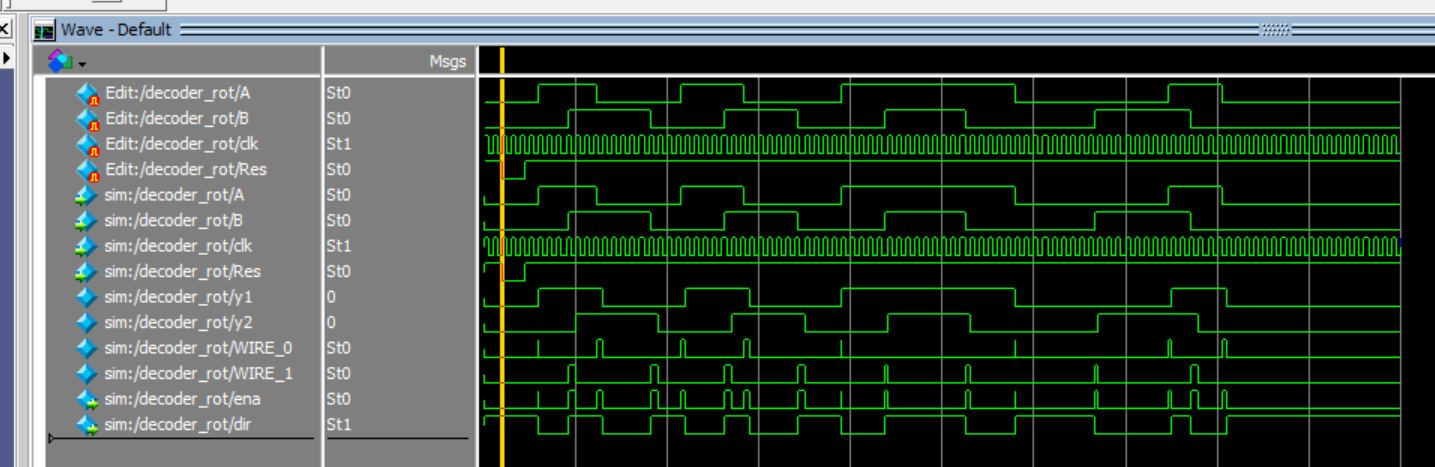 Wave - Default
Msgs
Edit:/decoder_rot/A St0
Edit:/decoder_rot/B St0
Edit:/decoder_rot/clk St1
Edit:/decoder_rot/Res St0
sim:/decoder_rot/A St0
sim:/decoder_rot/B St0
sim:/decoder_rot/clk St1
sim:/decoder_rot/Res St0
sim:/decoder_rot/y1 0
sim:/decoder_rot/y2 0
sim:/decoder_rot/WIRE_0 St0
sim:/decoder_rot/WIRE_1 St0
sim:/decoder_rot/ena St0
sim:/decoder_rot/dir St1